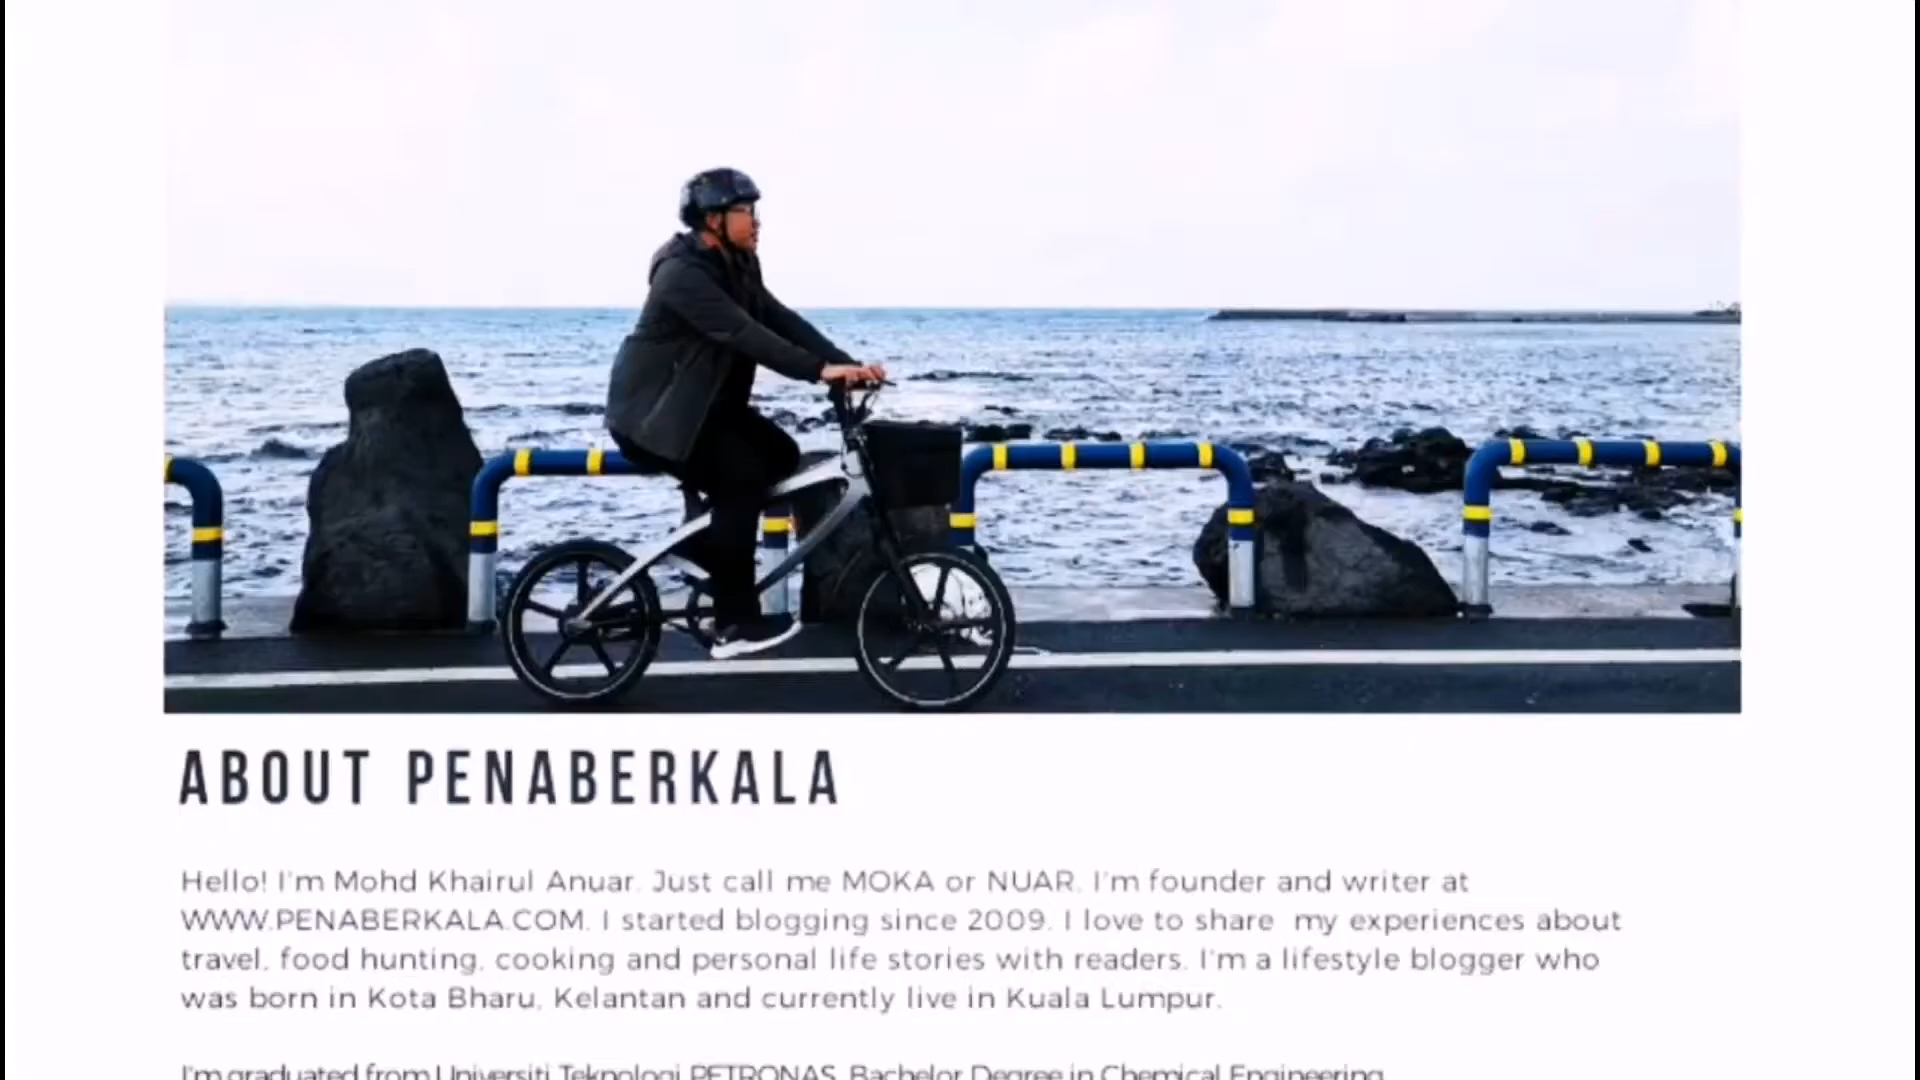 ABOUT PENABERKALA
Hello! I'm Mohd Khairul Anuar. Just call me MOKA or NUAR. I'm founder and writer at
WWW.PENABERKALA.COM. I started blogging since 2009. I love to share my experiences about
travel, food hunting, cooking and personal life stories with readers. I'm a lifestyle blogger who
was born in Kota Bharu, Kelantan and currently live in Kuala Lumpur.
I'm graduated from Universiti Teknologi PETRONAS, Bachelor Degree in Chemical Engineering